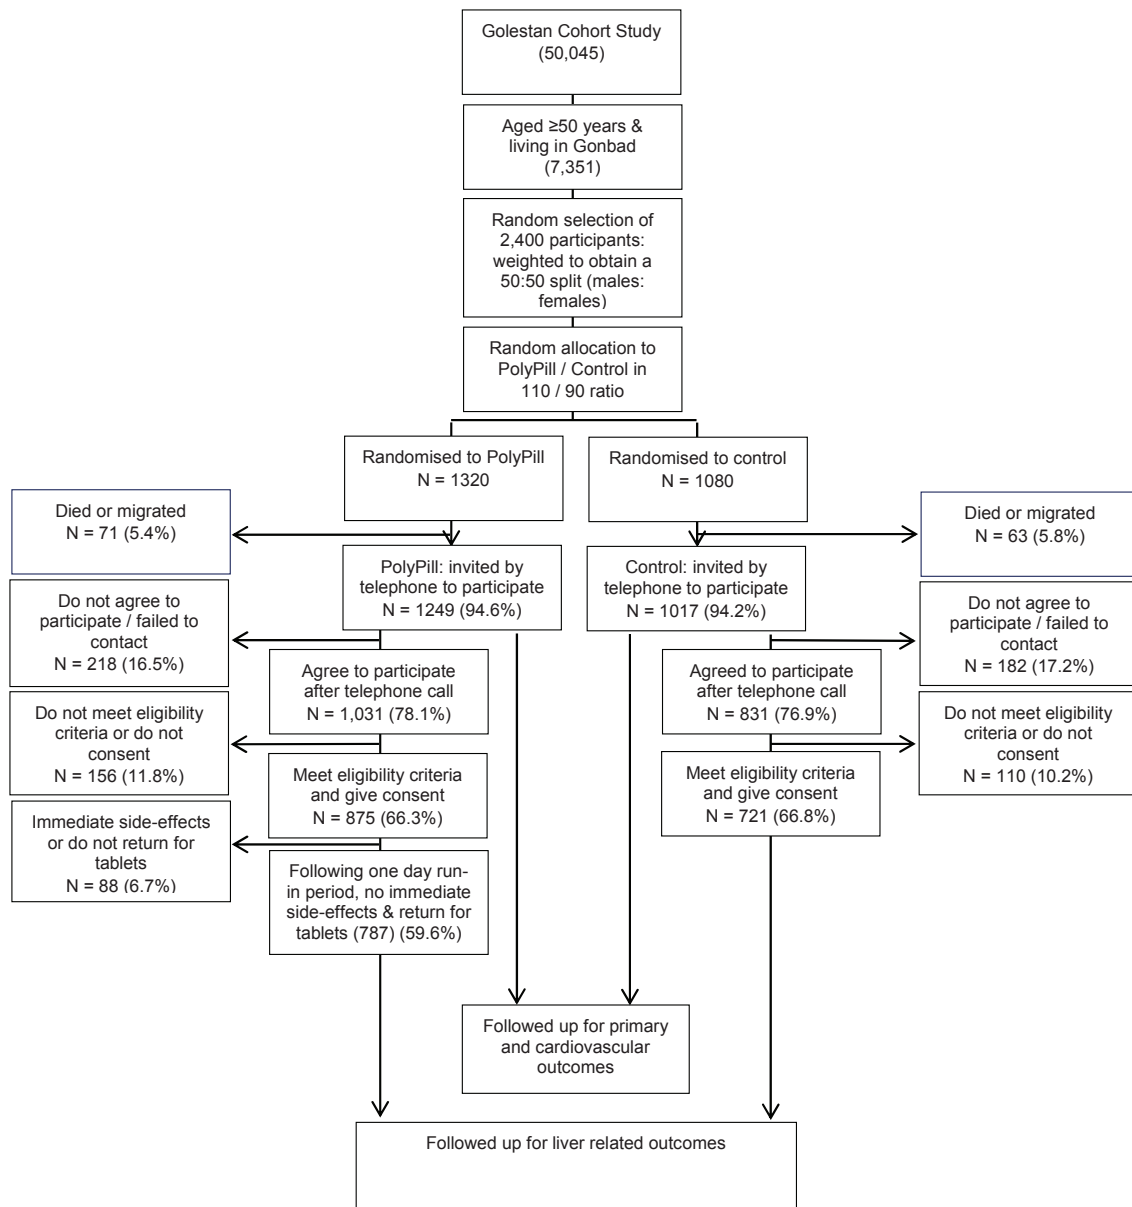 Golestan Cohort Study
(50,045)
Aged ≥50 years &
living in Gonbad
(7,351)
Random selection of
2,400 participants:
weighted to obtain a
50:50 split (males:
females)
Random allocation to
PolyPill / Control in
110 / 90 ratio
Randomised to PolyPill
N = 1320
Randomised to control
N = 1080
Died or migrated
N = 71 (5.4%)
Died or migrated
N = 63 (5.8%)
PolyPill: invited by
telephone to participate
N = 1249 (94.6%)
Control: invited by
telephone to participate
N = 1017 (94.2%)
Do not agree to
participate / failed to
contact
N = 218 (16.5%)
Do not agree to
participate / failed to
contact
N = 182 (17.2%)
Agree to participate
after telephone call
N = 1,031 (78.1%)
Agreed to participate
after telephone call
N = 831 (76.9%)
Do not meet eligibility
criteria or do not
consent
N = 156 (11.8%)
Do not meet eligibility
criteria or do not
consent
N = 110 (10.2%)
Meet eligibility criteria
and give consent
N = 875 (66.3%)
Meet eligibility criteria
and give consent
N = 721 (66.8%)
Immediate side-effects
or do not return for
tablets
N = 88 (6.7%)
Following one day run-
in period, no immediate
side-effects & return for
tablets (787) (59.6%)
Followed up for primary
and cardiovascular
outcomes
Followed up for liver related outcomes